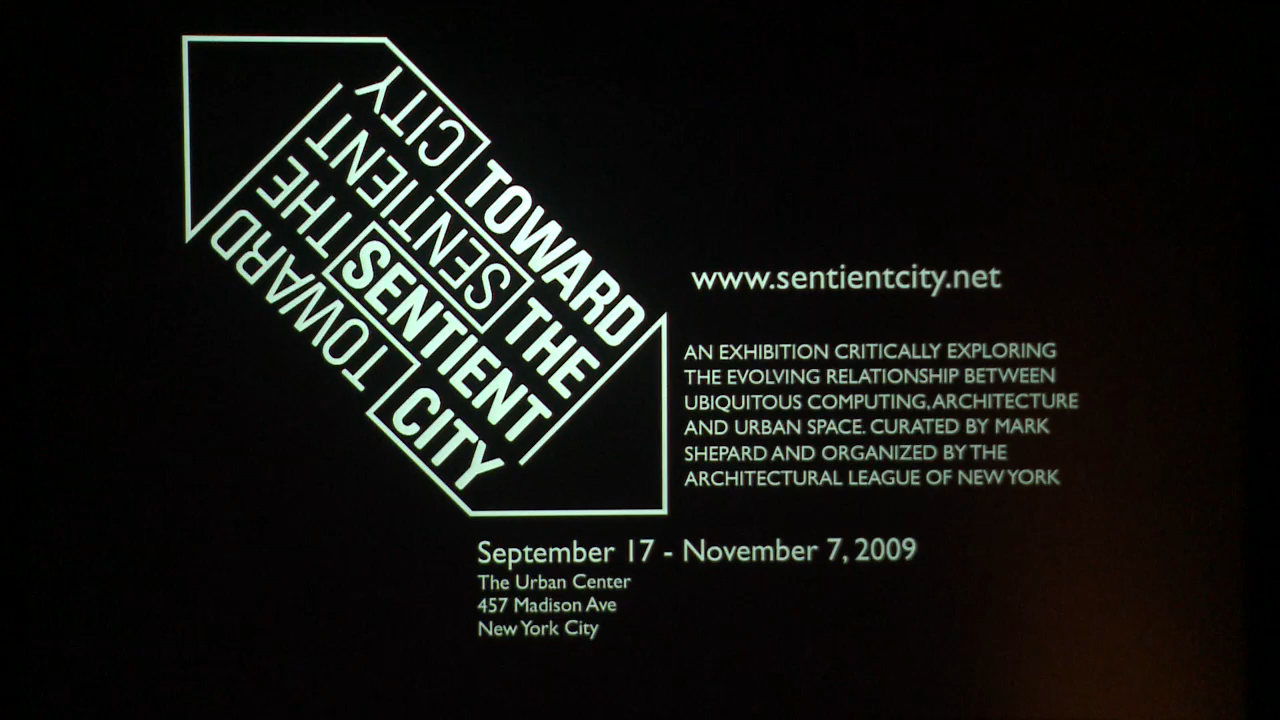 TOWARD
THE
SENTIENT
CITY
TOWARD
THE
SENTIENT
CITY
www.sentientcity.net
AN EXHIBITION CRITICALLY EXPLORING
THE EVOLVING RELATIONSHIP BETWEEN
UBIQUITOUS COMPUTING, ARCHITECTURE
AND URBAN SPACE. CURATED BY MARK
SHEPARD AND ORGANIZED BY THE
ARCHITECTURAL LEAGUE OF NEW YORK
September 17 - November 7, 2009
The Urban Center
457 Madison Ave
New York City